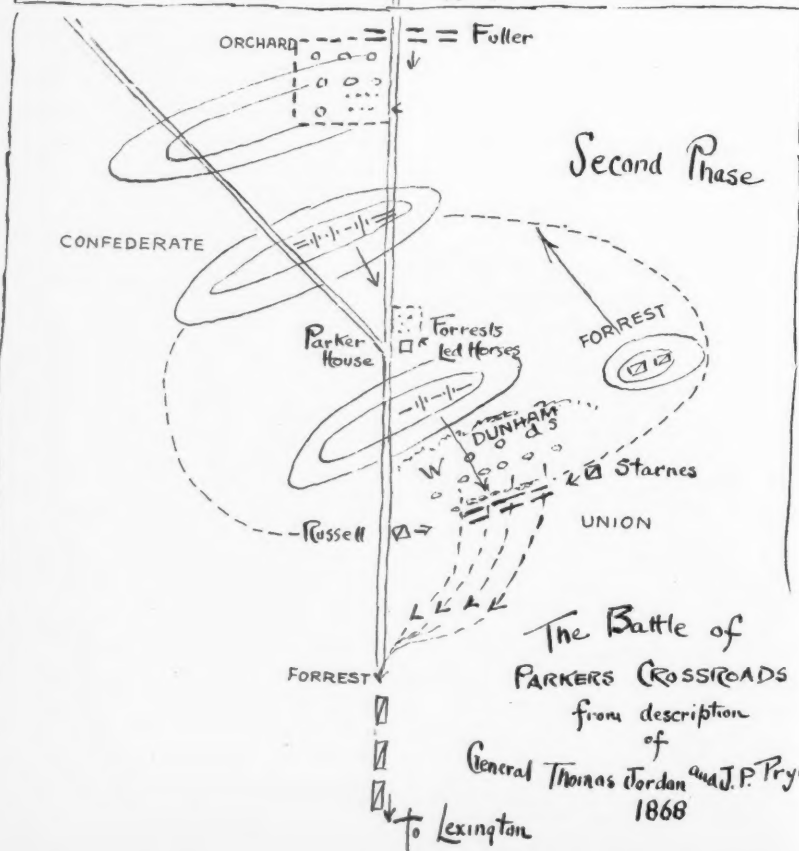 ORCHARD
Fuller
Second Phase
CONFEDERATE
Parker
House
Forrests
Led Horses
FORREST
DUNHAM
W o o d s
Starnes
Russell
UNION
FORREST
The Battle of
PARKERS CROSSROADS
from description
of
General Thomas Jordan and J.P. Pry
1868
To Lexington